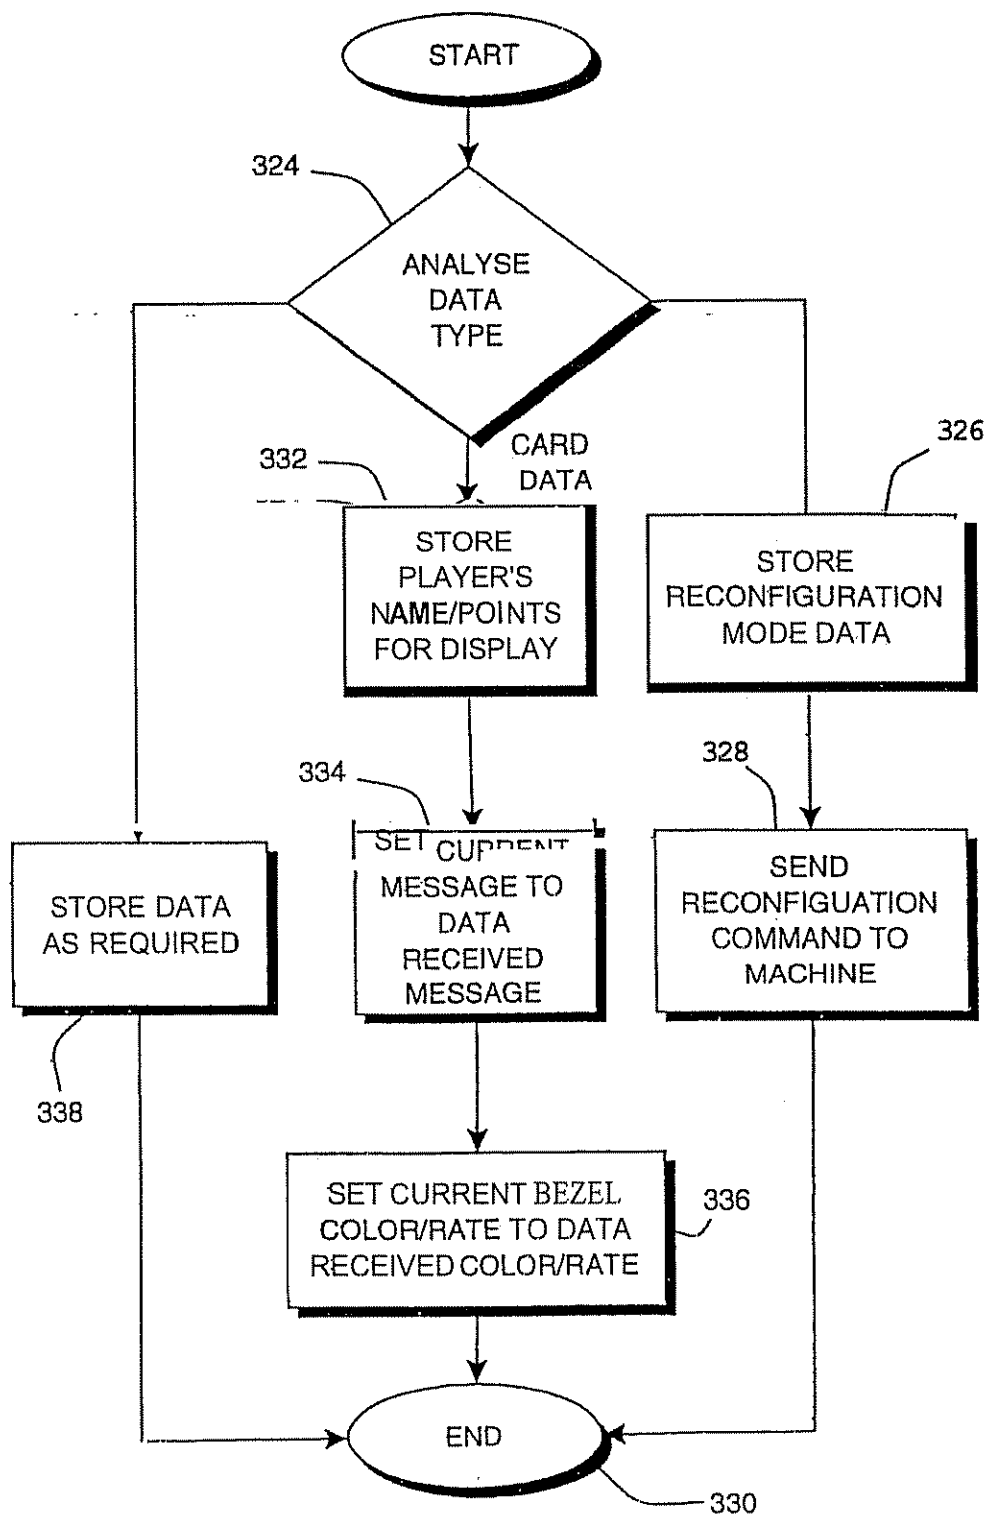 START
324
ANALYSE
DATA
TYPE
CARD
DATA
332
STORE
PLAYER'S
NAME/POINTS
FOR DISPLAY
326
STORE
RECONFIGURATION
MODE DATA
334
SET CURRENT
MESSAGE TO
DATA
RECEIVED
MESSAGE
328
SEND
RECONFIGUATION
COMMAND TO
MACHINE
STORE DATA
AS REQUIRED
338
SET CURRENT BEZEL
COLOR/RATE TO DATA
RECEIVED COLOR/RATE
336
END
330